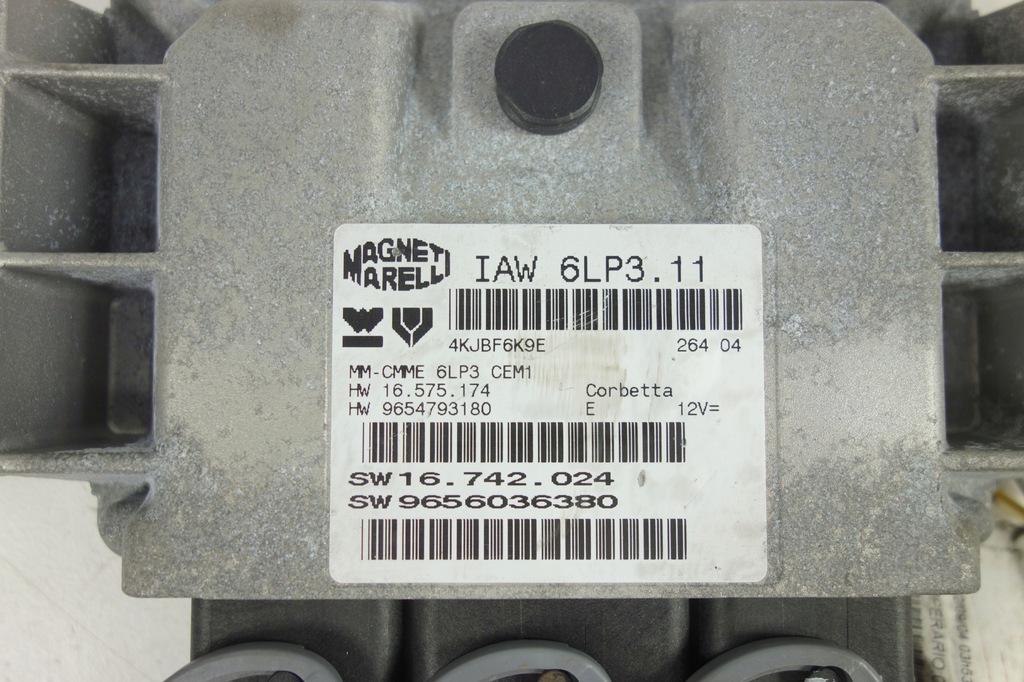 MAGNETI MARELLI
IAW 6LP3.11
4KJBF6K9E 264 04
MM-CMME 6LP3 CEM1
HW 16.575.174 Corbetta
HW 9654793180 E 12V=
SW 16.742.024
SW 9656036380